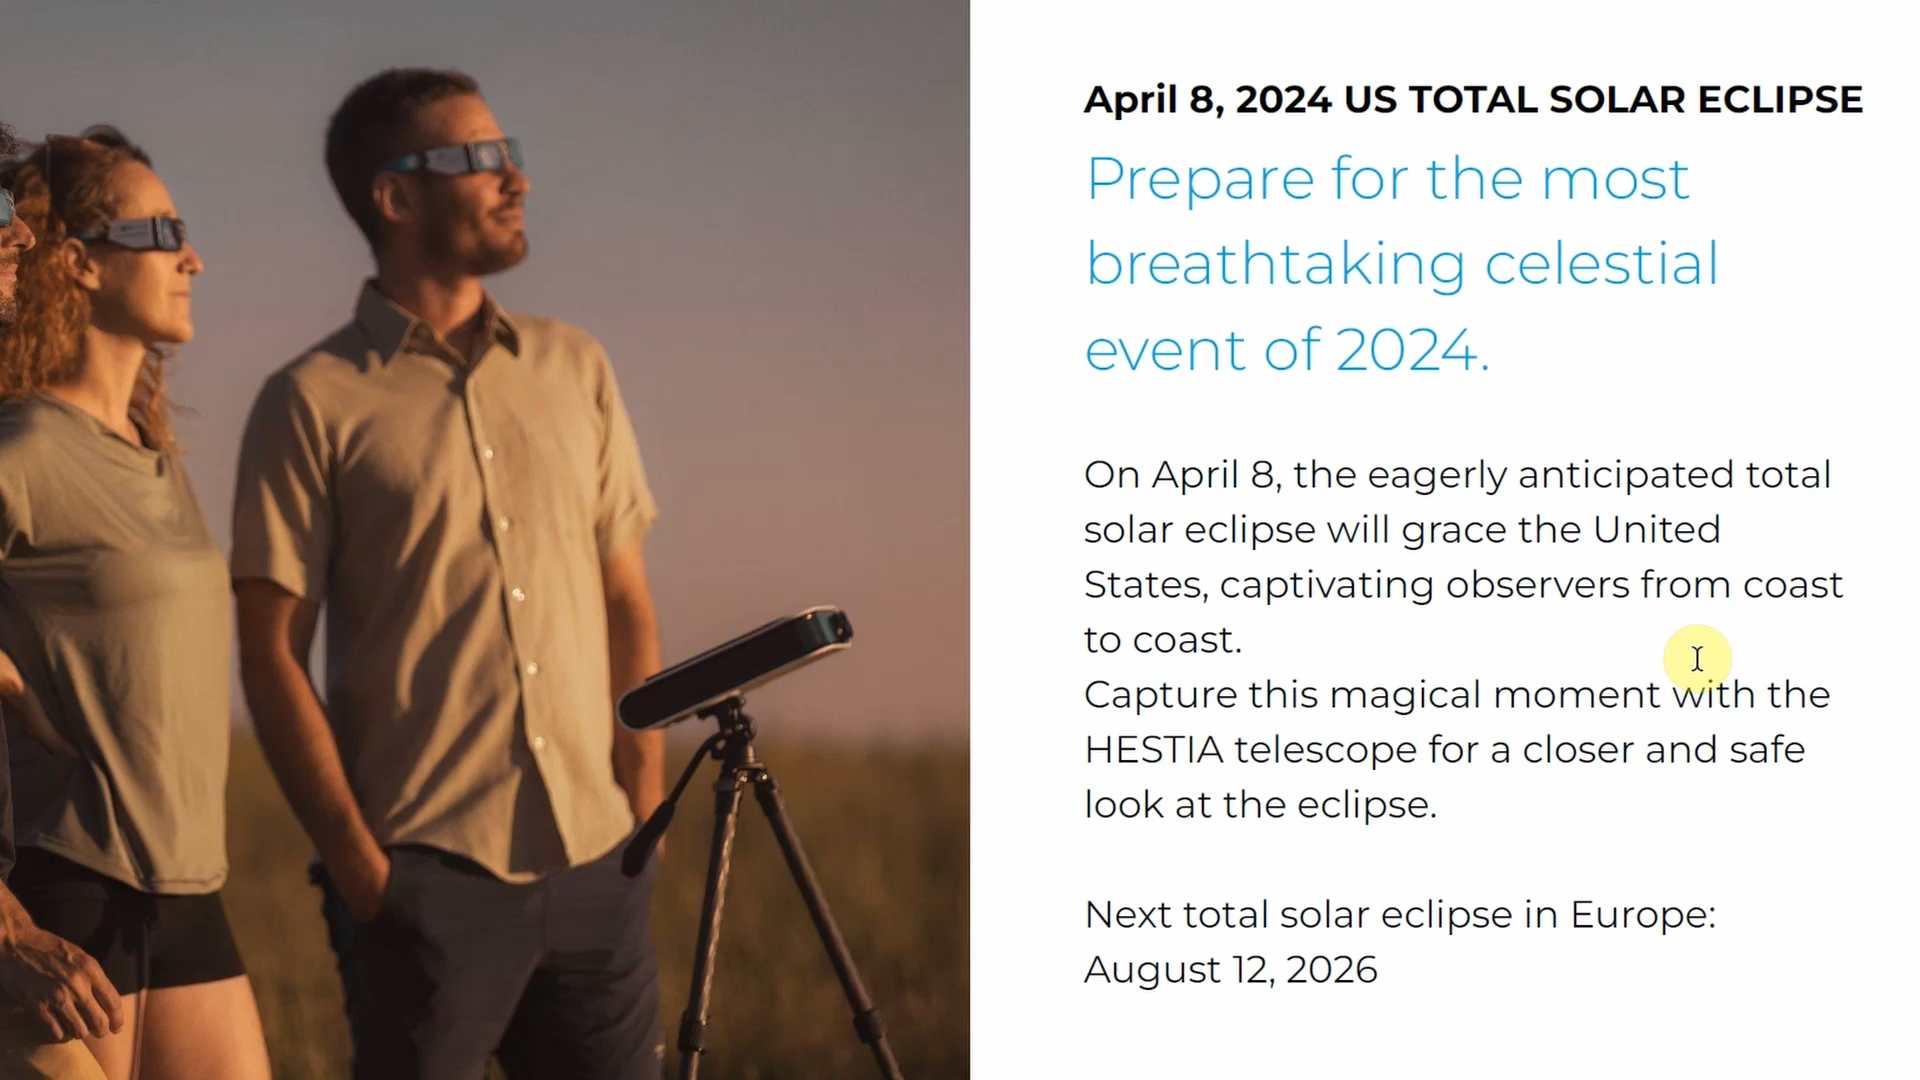 April 8, 2024 US TOTAL SOLAR ECLIPSE
Prepare for the most
breathtaking celestial
event of 2024.
On April 8, the eagerly anticipated total
solar eclipse will grace the United
States, captivating observers from coast
to coast.
Capture this magical moment with the
HESTIA telescope for a closer and safe
look at the eclipse.
Next total solar eclipse in Europe:
August 12, 2026